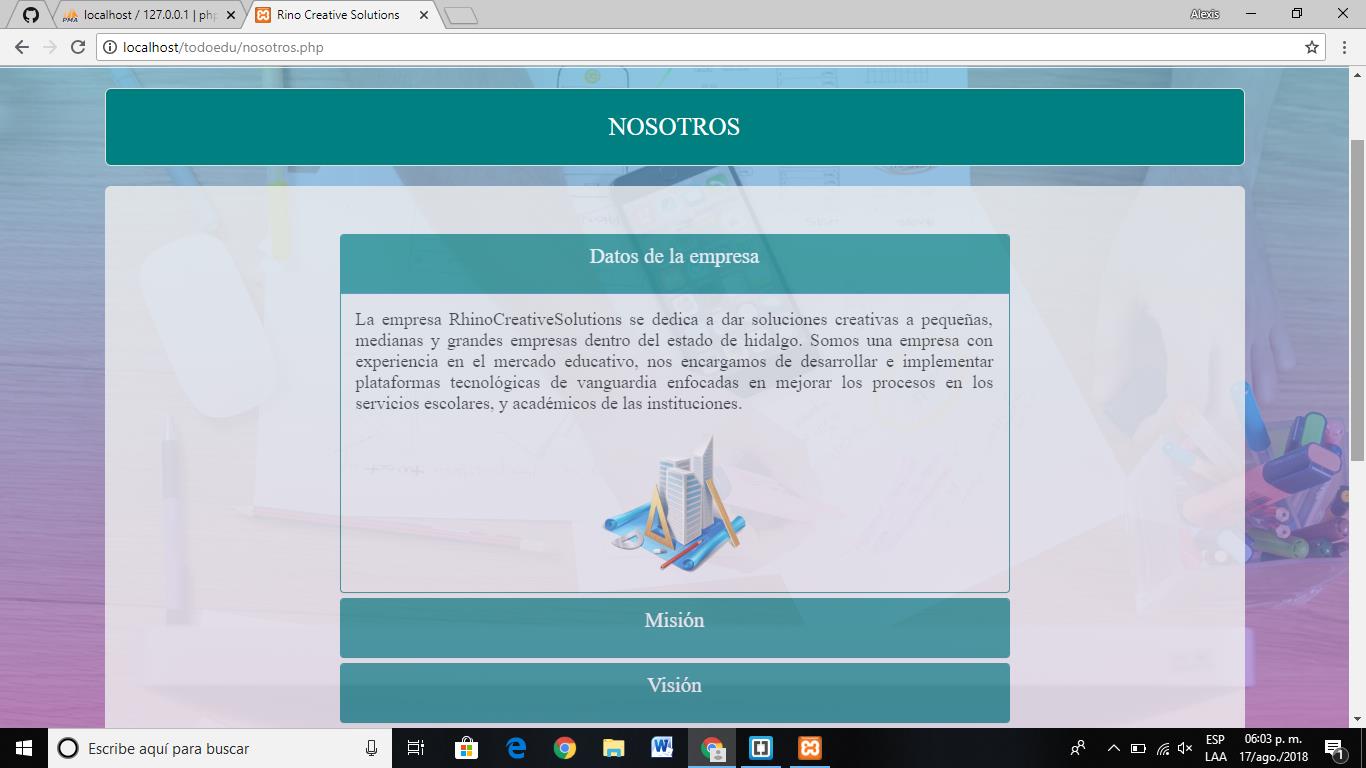 localhost / 127.0.0.1 | php
Rino Creative Solutions
Alexis
localhost/todoedu/nosotros.php
NOSOTROS
Datos de la empresa
La empresa RhinoCreativeSolutions se dedica a dar soluciones creativas a pequeñas,
medianas y grandes empresas dentro del estado de hidalgo. Somos una empresa con
experiencia en el mercado educativo, nos encargamos de desarrollar e implementar
plataformas tecnológicas de vanguardia enfocadas en mejorar los procesos en los
servicios escolares, y académicos de las instituciones.
Misión
Visión
Escribe aquí para buscar
ESP
LAA
06:03 p. m.
17/ago./2018
1